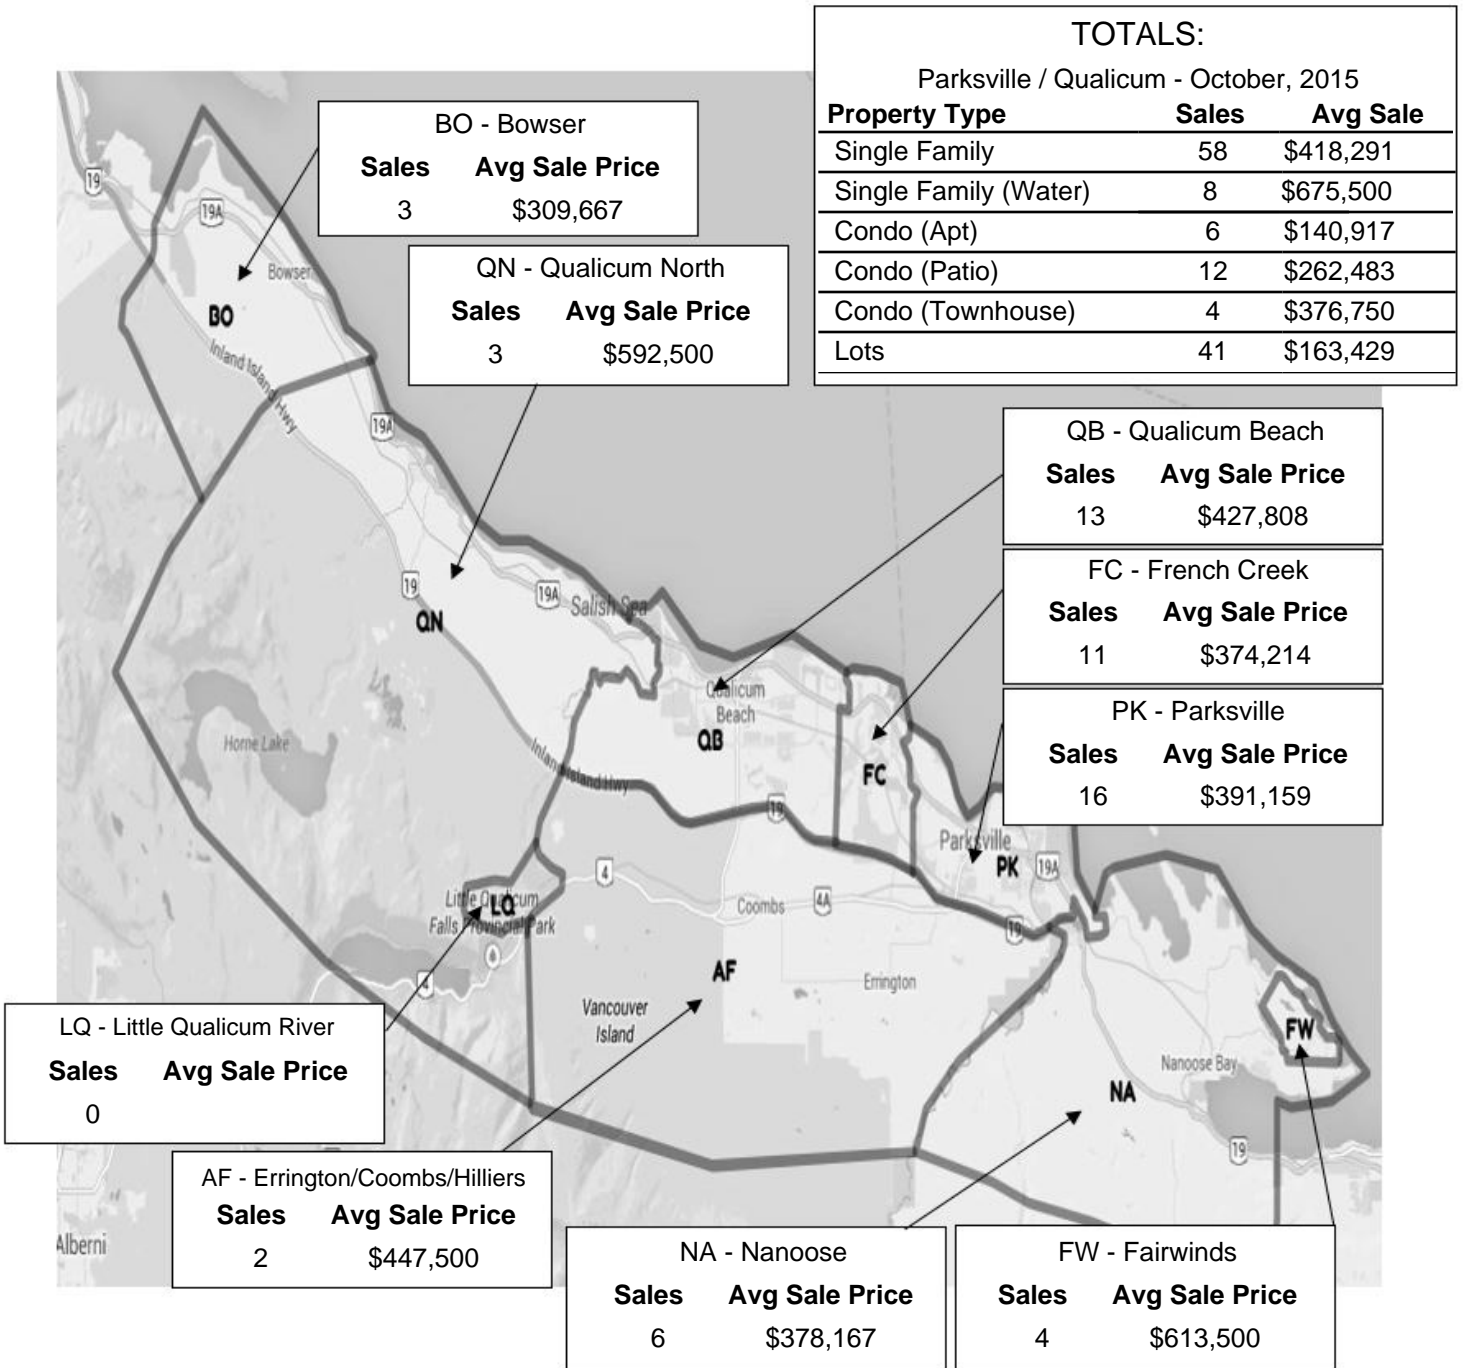 TOTALS:
Parksville / Qualicum - October, 2015
Property Type Sales Avg Sale
Single Family 58 $418,291
Single Family (Water) 8 $675,500
Condo (Apt) 6 $140,917
Condo (Patio) 12 $262,483
Condo (Townhouse) 4 $376,750
Lots 41 $163,429
BO - Bowser
Sales Avg Sale Price
3 $309,667
QN - Qualicum North
Sales Avg Sale Price
3 $592,500
QB - Qualicum Beach
Sales Avg Sale Price
13 $427,808
FC - French Creek
Sales Avg Sale Price
11 $374,214
PK - Parksville
Sales Avg Sale Price
16 $391,159
LQ - Little Qualicum River
Sales Avg Sale Price
0
AF - Errington/Coombs/Hilliers
Sales Avg Sale Price
2 $447,500
NA - Nanoose
Sales Avg Sale Price
6 $378,167
FW - Fairwinds
Sales Avg Sale Price
4 $613,500
19
19A
Bowser
BO
Inland Island Hwy
19A
19
19A
Salish Sea
QN
Qualicum
Beach
QB
Horne Lake
Inland Island Hwy
FC
19
Parksville
PK
19A
4
Little Qualicum
LQ
Falls Provincial Park
Coombs
4A
19
6
4
AF
Errington
Vancouver
Island
FW
Nanoose Bay
NA
19
Alberni